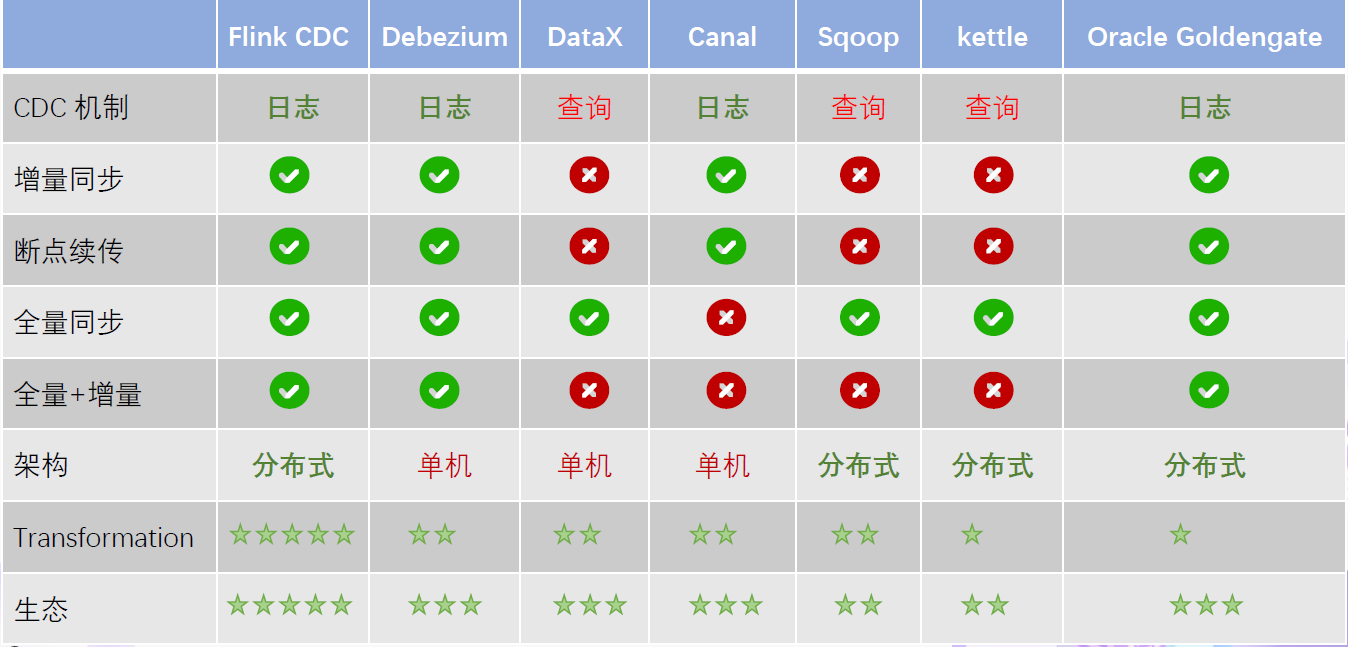 Flink CDC Debezium DataX Canal Sqoop kettle Oracle Goldengate
CDC 机制 日志 日志 查询 日志 查询 查询 日志
增量同步
断点续传
全量同步
全量+增量
架构 分布式 单机 单机 单机 分布式 分布式 分布式
Transformation
生态